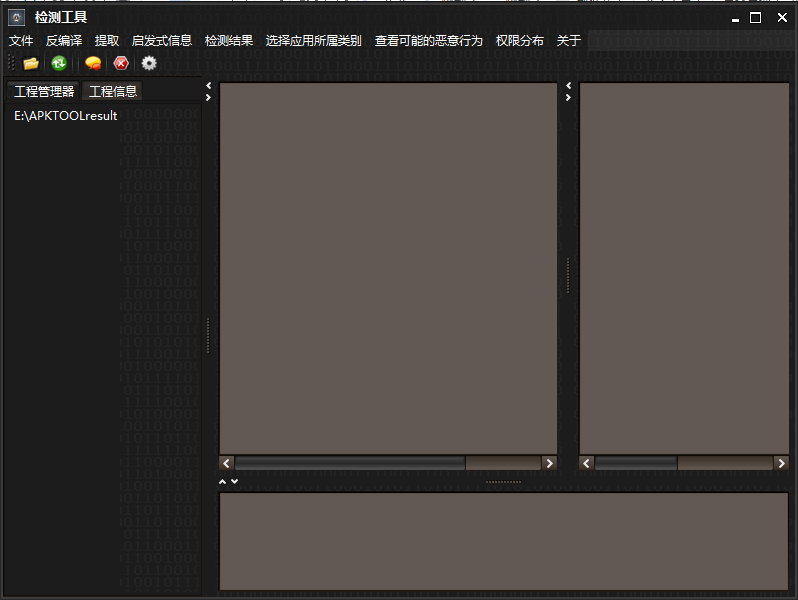 检测工具
文件 反编译 提取 启发式信息 检测结果 选择应用所属类别 查看可能的恶意行为 权限分布 关于
工程管理器 工程信息
E:\APKTOOLresult